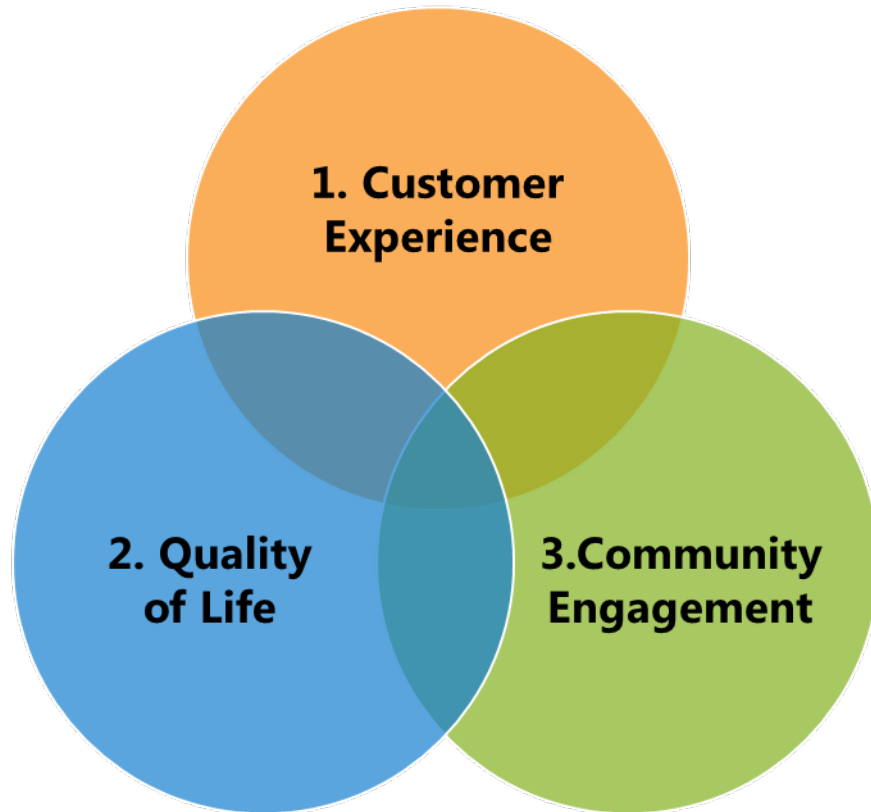 1. Customer
Experience
2. Quality
of Life
3.Community
Engagement